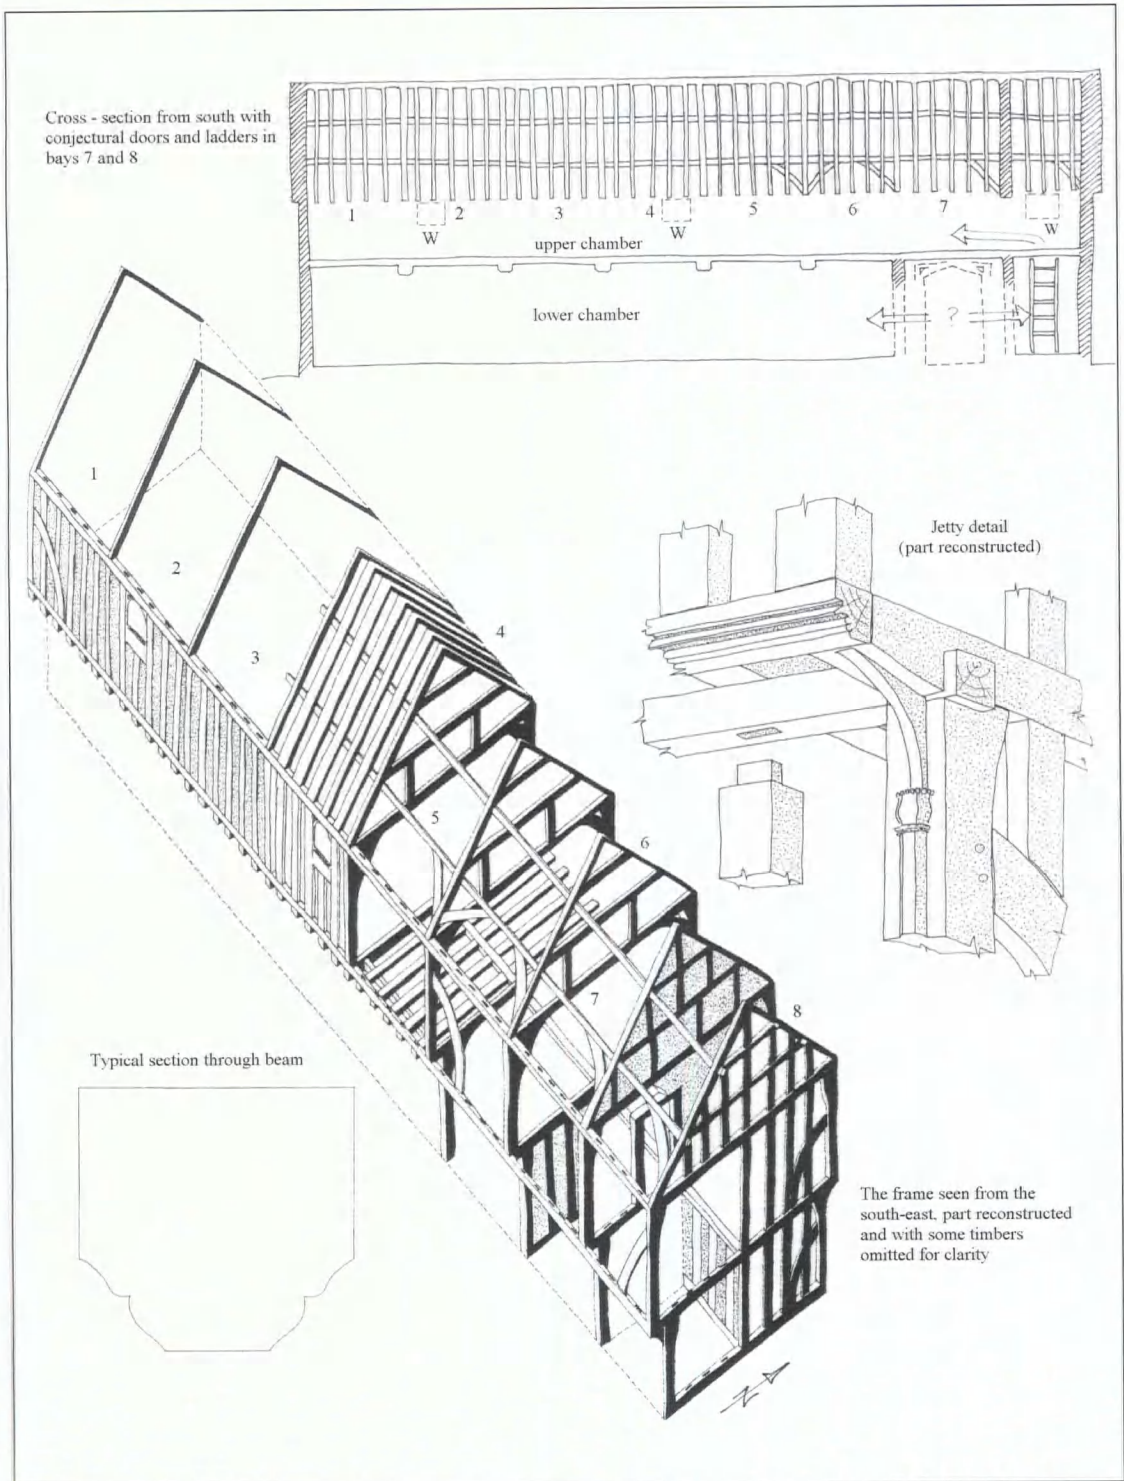 Cross - section from south with
conjectural doors and ladders in
bays 7 and 8
1 2 3 4 5 6 7
W W W
upper chamber
lower chamber
?
1
2
3
4
5
6
7
8
Jetty detail
(part reconstructed)
Typical section through beam
The frame seen from the
south-east, part reconstructed
and with some timbers
omitted for clarity
N